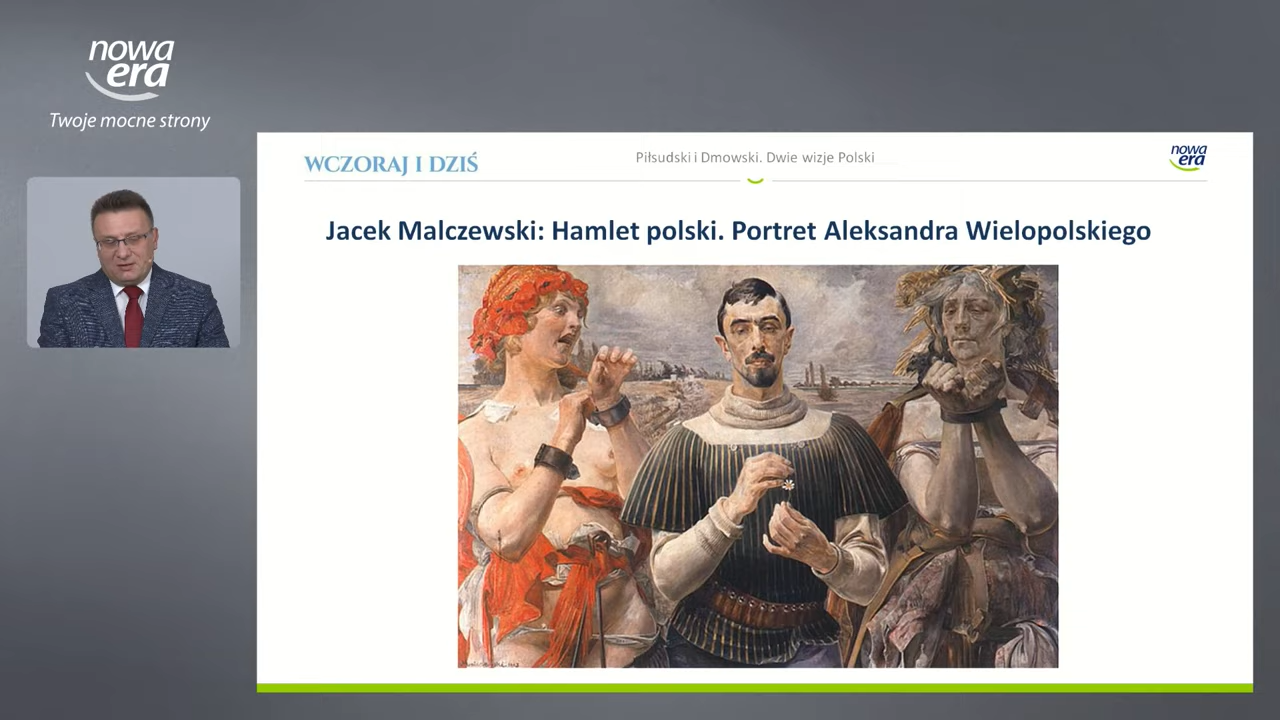 nowa
era
Twoje mocne strony
WCZORAJ I DZIŚ
Piłsudski i Dmowski. Dwie wizje Polski
nowa
era
Jacek Malczewski: Hamlet polski. Portret Aleksandra Wielopolskiego